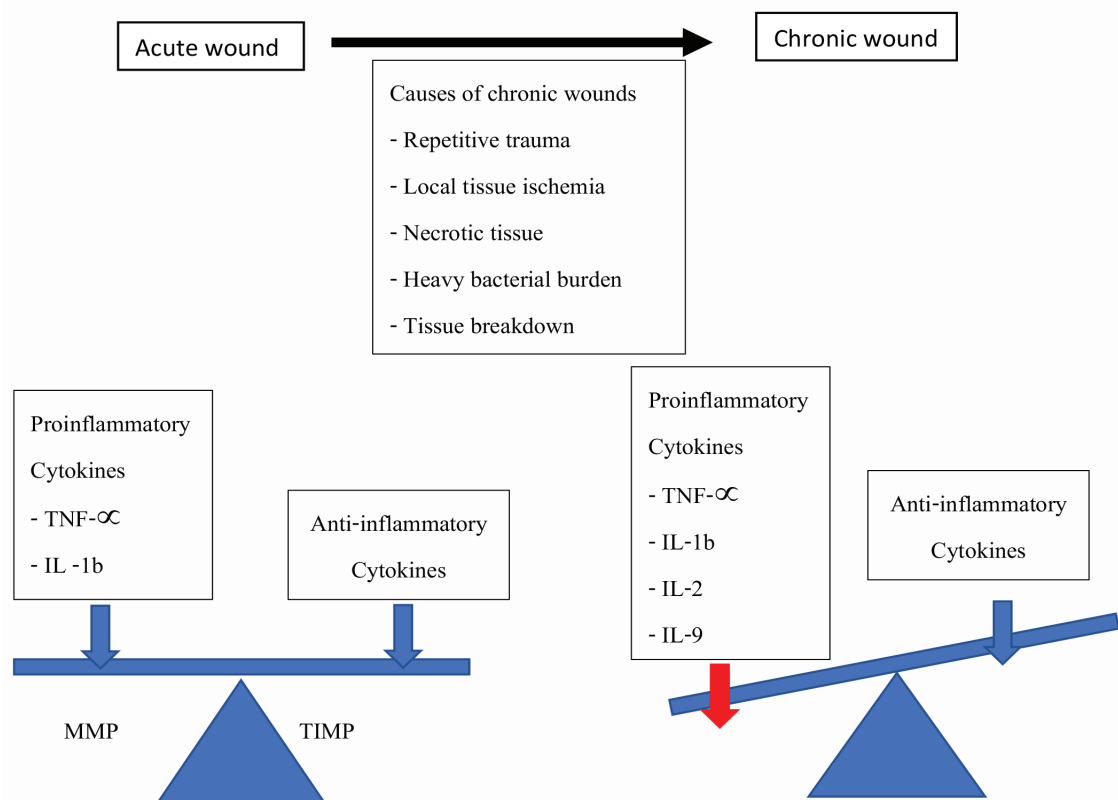 Acute wound
Chronic wound
Causes of chronic wounds
- Repetitive trauma
- Local tissue ischemia
- Necrotic tissue
- Heavy bacterial burden
- Tissue breakdown
Proinflammatory
Cytokines
- TNF-∝
- IL -1b
Anti-inflammatory
Cytokines
MMP
TIMP
Proinflammatory
Cytokines
- TNF-∝
- IL-1b
- IL-2
- IL-9
Anti-inflammatory
Cytokines